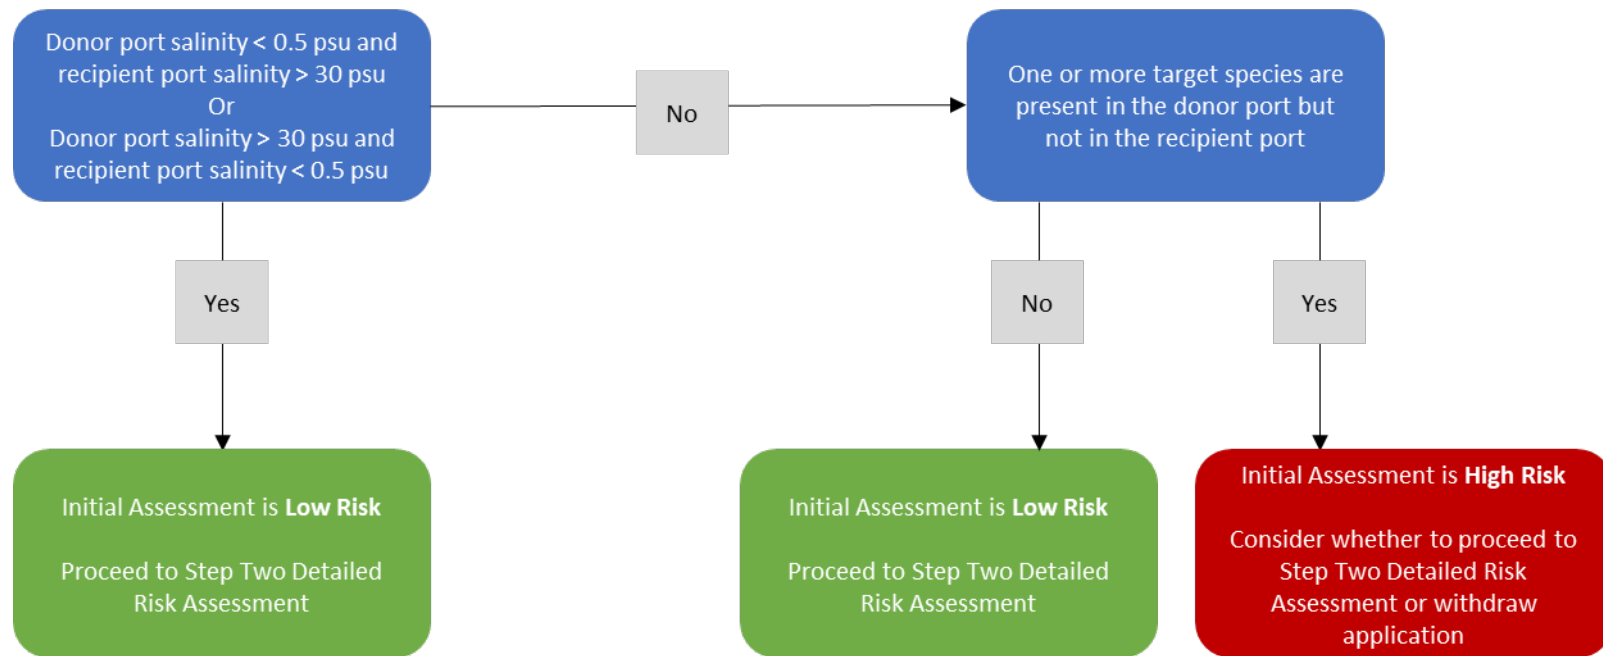 Donor port salinity < 0.5 psu and
recipient port salinity > 30 psu
Or
Donor port salinity > 30 psu and
recipient port salinity < 0.5 psu
No
One or more target species are
present in the donor port but
not in the recipient port
Yes
No
Yes
Initial Assessment is Low Risk
Proceed to Step Two Detailed
Risk Assessment
Initial Assessment is Low Risk
Proceed to Step Two Detailed
Risk Assessment
Initial Assessment is High Risk
Consider whether to proceed to
Step Two Detailed Risk
Assessment or withdraw
application